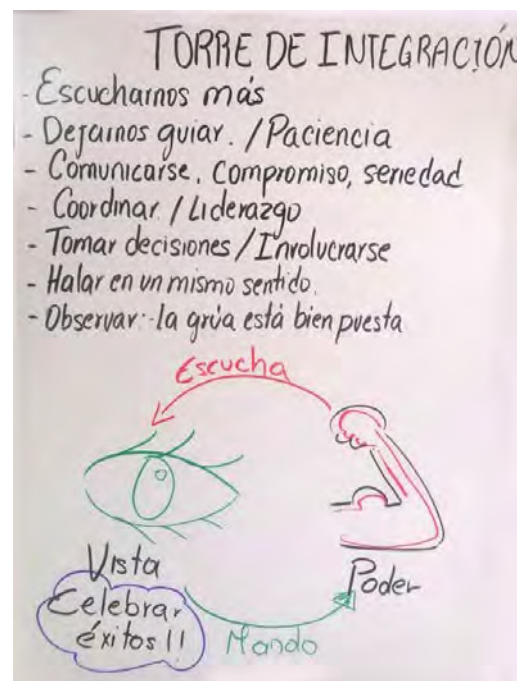 TORRE DE INTEGRACIÓN
- Escucharnos más
- Dejarnos guiar. / Paciencia
- Comunicarse, Compromiso, seriedad
- Coordinar / Liderazgo
- Tomar decisiones / Involucrarse
- Halar en un mismo sentido.
- Observar: la grúa está bien puesta
Escucha
Vista
Poder
Celebrar
éxitos!!
Mando